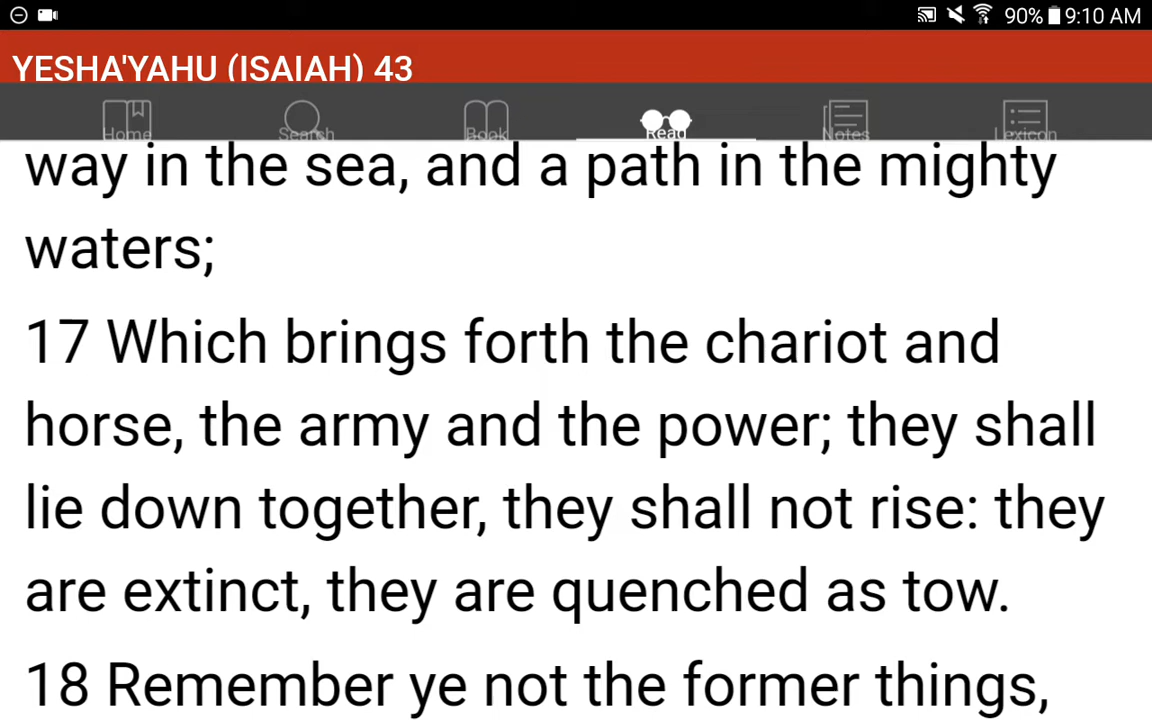 90% 9:10 AM
YESHA'YAHU (ISAIAH) 43
Home Search Book Read Notes Lexicon
way in the sea, and a path in the mighty
waters;
17 Which brings forth the chariot and
horse, the army and the power; they shall
lie down together, they shall not rise: they
are extinct, they are quenched as tow.
18 Remember ye not the former things,